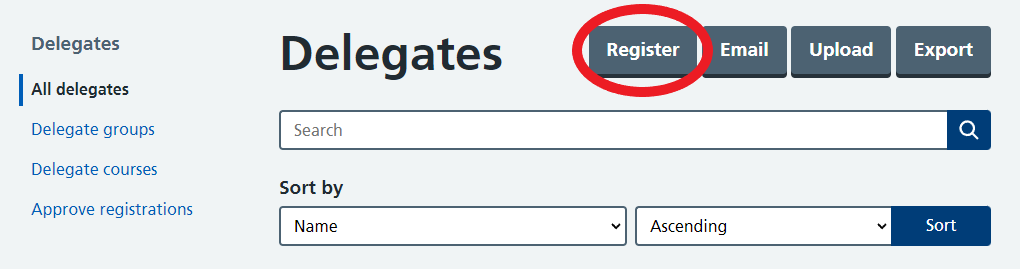 Delegates
All delegates
Delegate groups
Delegate courses
Approve registrations
Delegates
Register
Email
Upload
Export
Search
Sort by
Name
Ascending
Sort